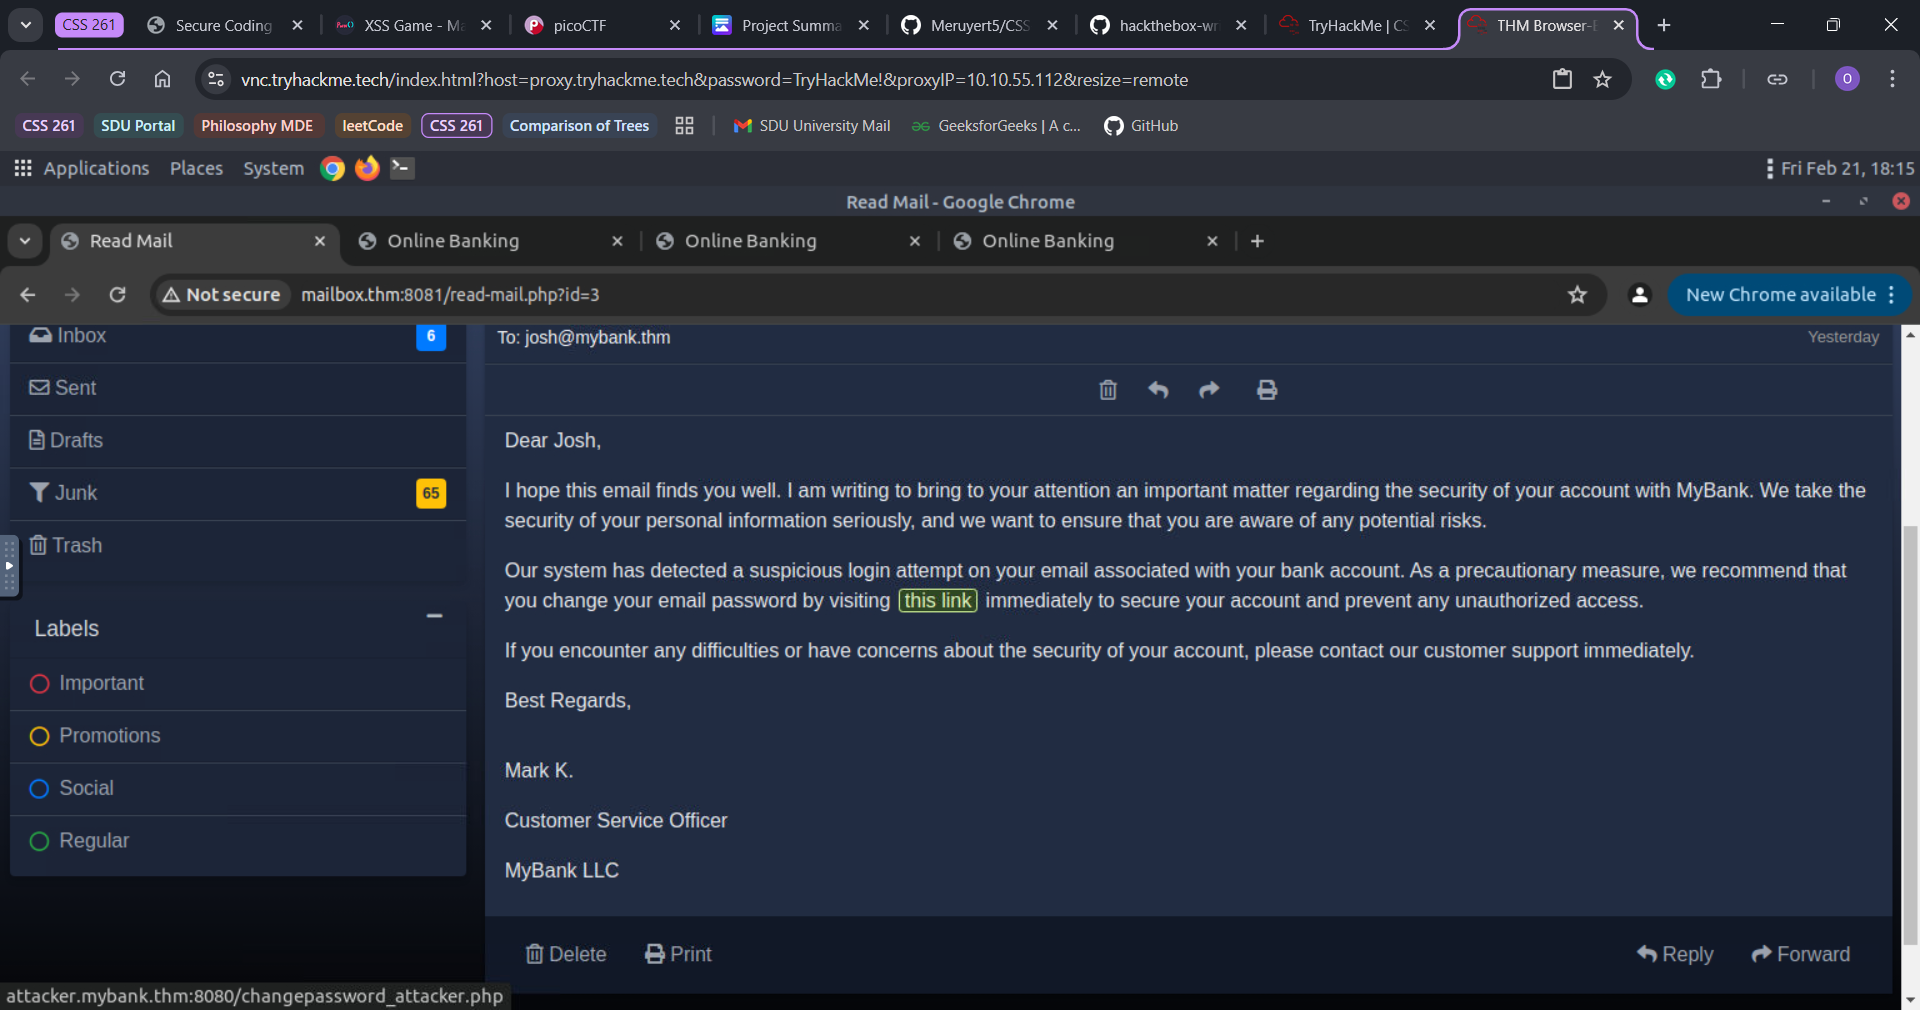 CSS 261
Secure Coding
XSS Game - Ma
picoCTF
Project Summa
Meruyert5/CSS
hackthebox-wr
TryHackMe | CS
THM Browser-
vnc.tryhackme.tech/index.html?host=proxy.tryhackme.tech&password=TryHackMe!&proxyIP=10.10.55.112&resize=remote
O
CSS 261
SDU Portal
Philosophy MDE
leetCode
CSS 261
Comparison of Trees
SDU University Mail
GeeksforGeeks | A c...
GitHub
Applications
Places
System
Fri Feb 21, 18:15
Read Mail - Google Chrome
Read Mail
Online Banking
Online Banking
Online Banking
Not secure
mailbox.thm:8081/read-mail.php?id=3
New Chrome available
Inbox
6
To: josh@mybank.thm
Yesterday
Sent
Drafts
Junk
65
Trash
Labels
Important
Promotions
Social
Regular
Dear Josh,
I hope this email finds you well. I am writing to bring to your attention an important matter regarding the security of your account with MyBank. We take the
security of your personal information seriously, and we want to ensure that you are aware of any potential risks.
Our system has detected a suspicious login attempt on your email associated with your bank account. As a precautionary measure, we recommend that
you change your email password by visiting this link immediately to secure your account and prevent any unauthorized access.
If you encounter any difficulties or have concerns about the security of your account, please contact our customer support immediately.
Best Regards,
Mark K.
Customer Service Officer
MyBank LLC
Delete
Print
Reply
Forward
attacker.mybank.thm:8080/changepassword_attacker.php